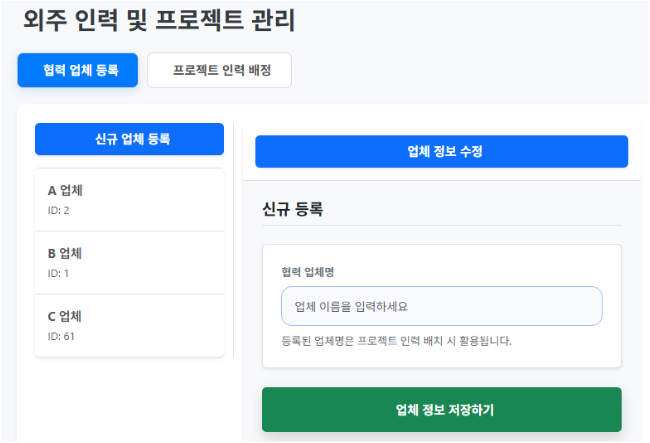 외주 인력 및 프로젝트 관리
협력 업체 등록
프로젝트 인력 배정
신규 업체 등록
A 업체
ID: 2
B 업체
ID: 1
C 업체
ID: 61
업체 정보 수정
신규 등록
협력 업체명
업체 이름을 입력하세요
등록된 업체명은 프로젝트 인력 배치 시 활용됩니다.
업체 정보 저장하기